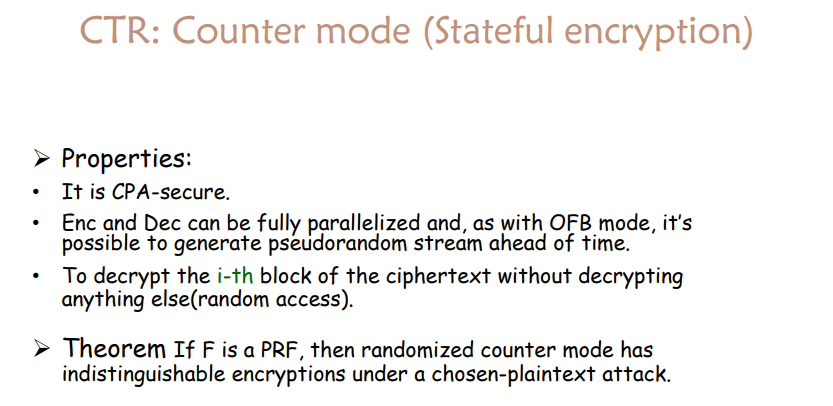 CTR: Counter mode (Stateful encryption)
➢ Properties:
• It is CPA-secure.
• Enc and Dec can be fully parallelized and, as with OFB mode, it's
possible to generate pseudorandom stream ahead of time.
• To decrypt the i-th block of the ciphertext without decrypting
anything else(random access).
➢ Theorem If F is a PRF, then randomized counter mode has
indistinguishable encryptions under a chosen-plaintext attack.